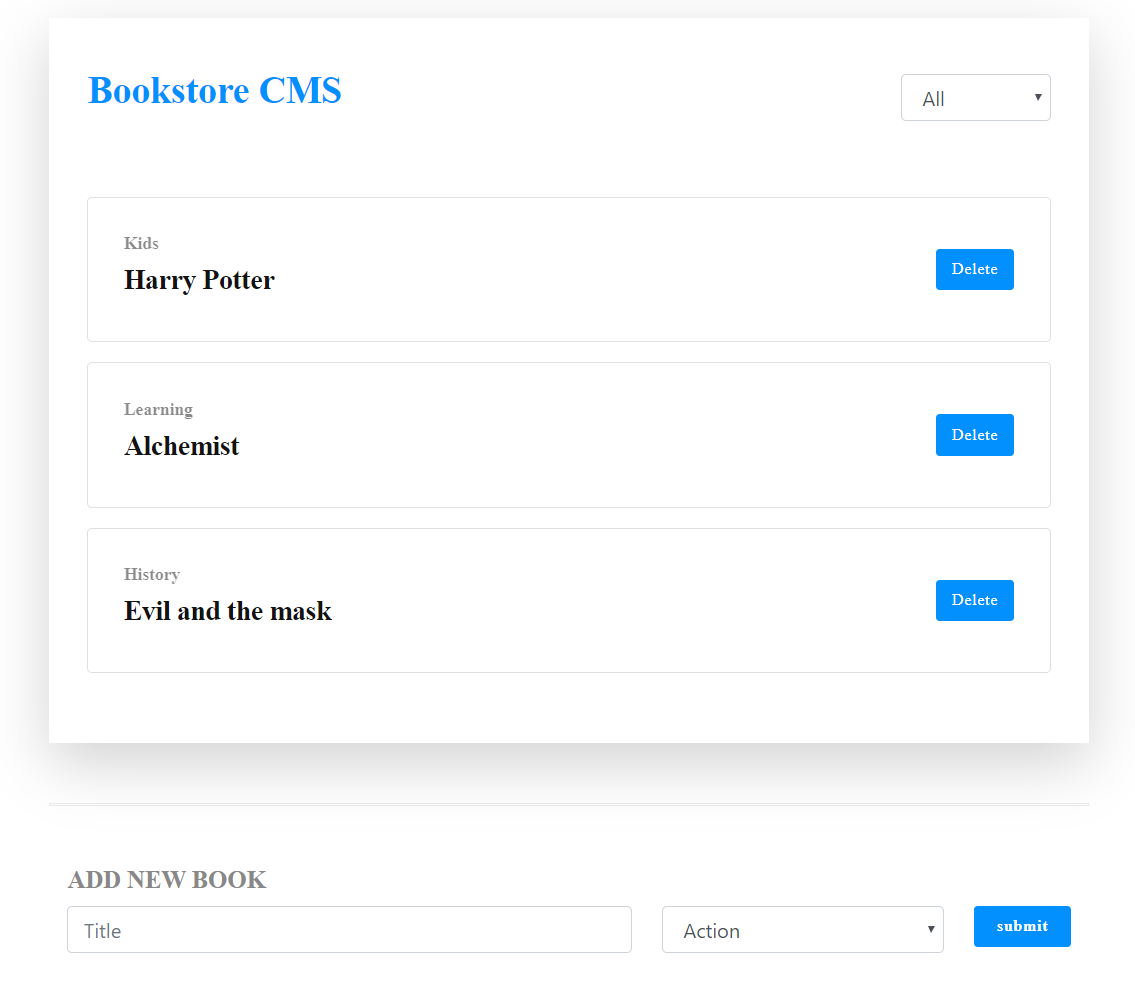 Bookstore CMS
All
Kids
Harry Potter
Delete
Learning
Alchemist
Delete
History
Evil and the mask
Delete
ADD NEW BOOK
Title
Action
submit